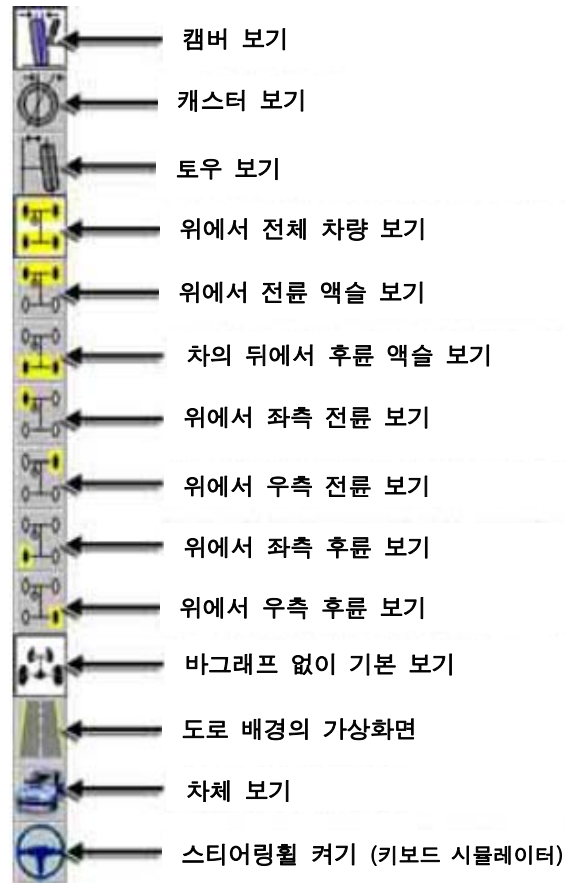 캠버 보기
캐스터 보기
토우 보기
위에서 전체 차량 보기
위에서 전륜 액슬 보기
차의 뒤에서 후륜 액슬 보기
위에서 좌측 전륜 보기
위에서 우측 전륜 보기
위에서 좌측 후륜 보기
위에서 우측 후륜 보기
바그래프 없이 기본 보기
도로 배경의 가상화면
차체 보기
스티어링휠 켜기 (키보드 시뮬레이터)